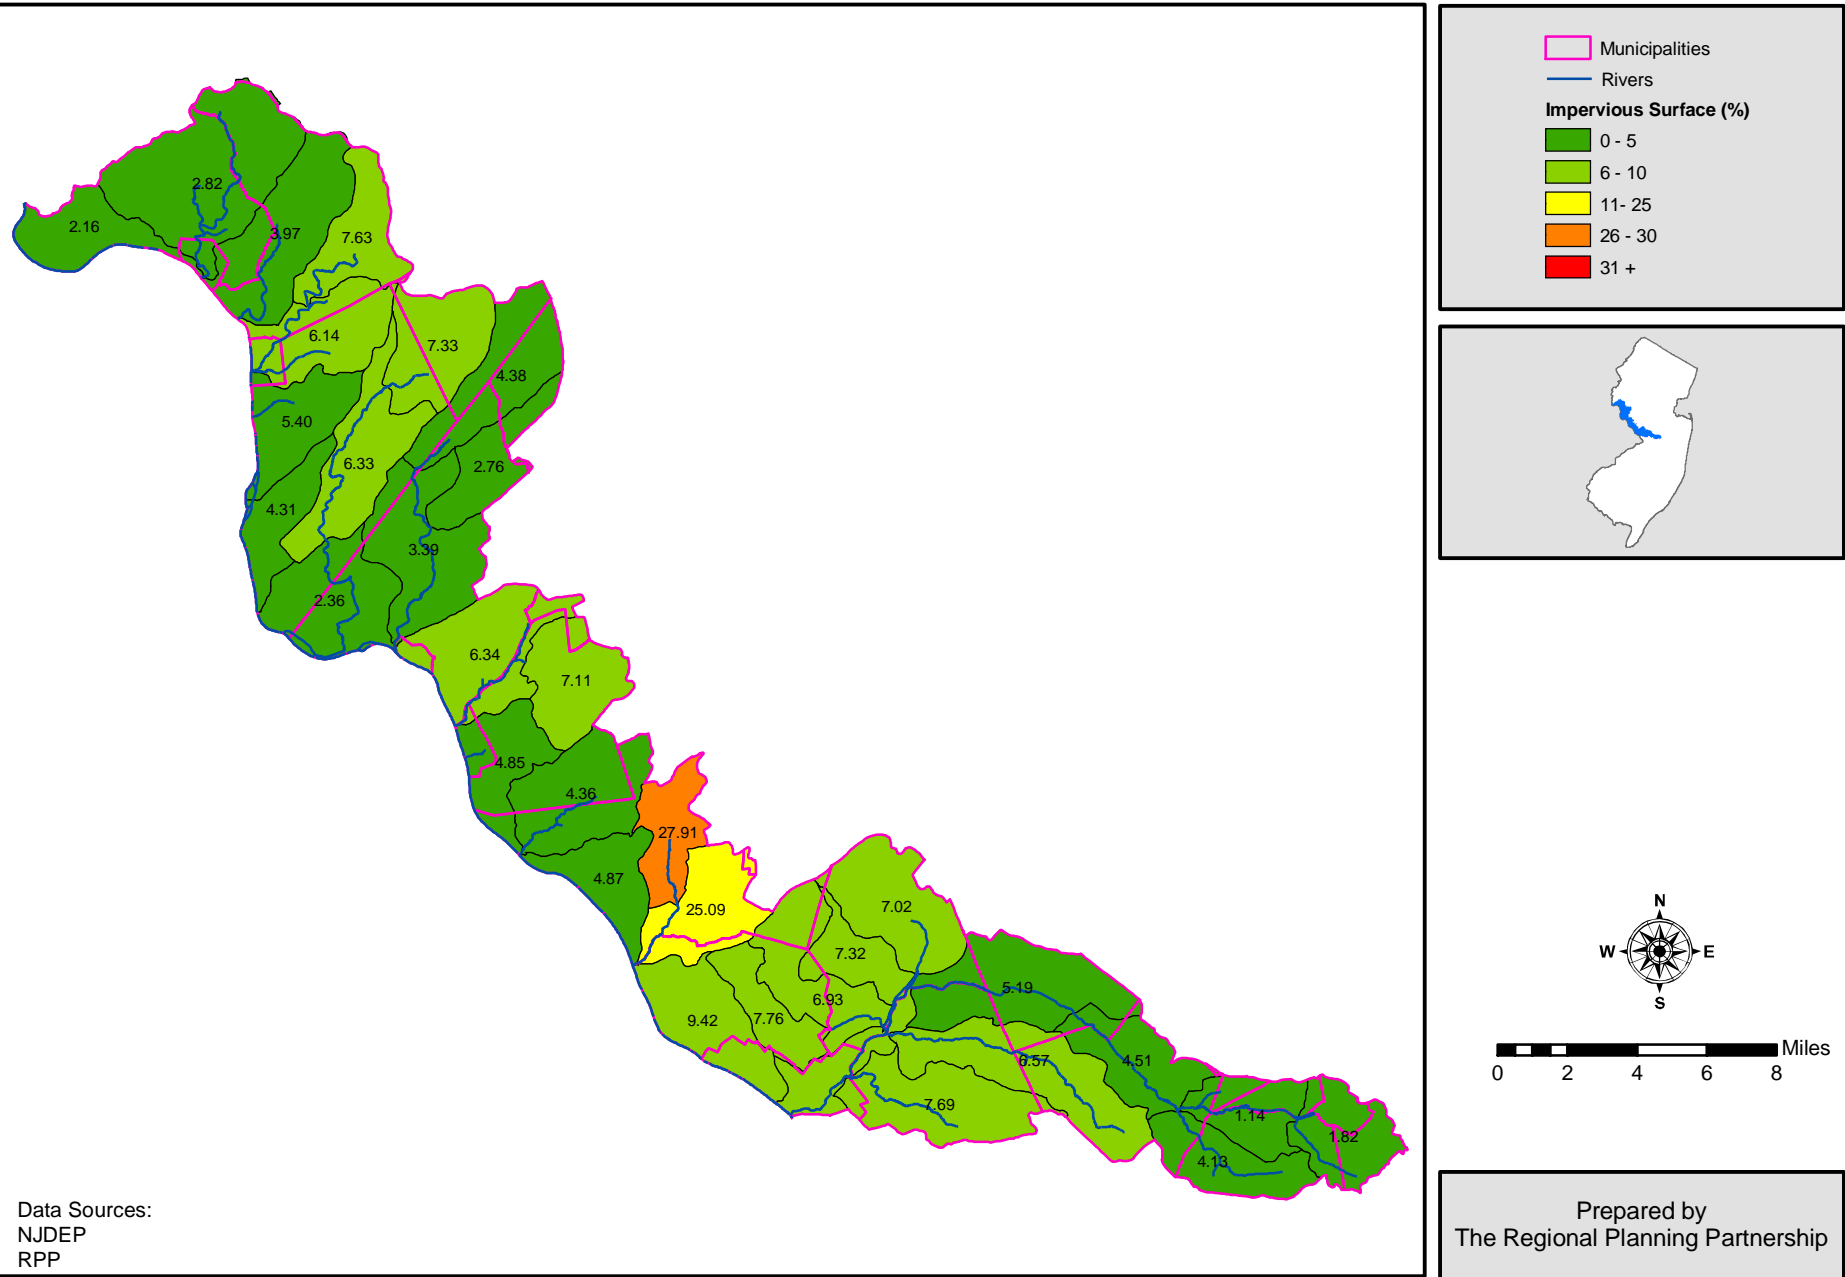 Municipalities
Rivers
Impervious Surface (%)
0 - 5
6 - 10
11- 25
26 - 30
31 +
2.82
2.16
3.97
7.63
6.14
7.33
4.38
5.40
6.33
2.76
4.31
3.39
2.36
6.34
7.11
4.85
4.36
27.91
4.87
25.09
7.02
7.32
5.19
6.93
9.42
7.76
6.57
4.51
7.69
1.14
1.82
4.13
N
W E
S
Miles
0 2 4 6 8
Data Sources:
NJDEP
RPP
Prepared by
The Regional Planning Partnership